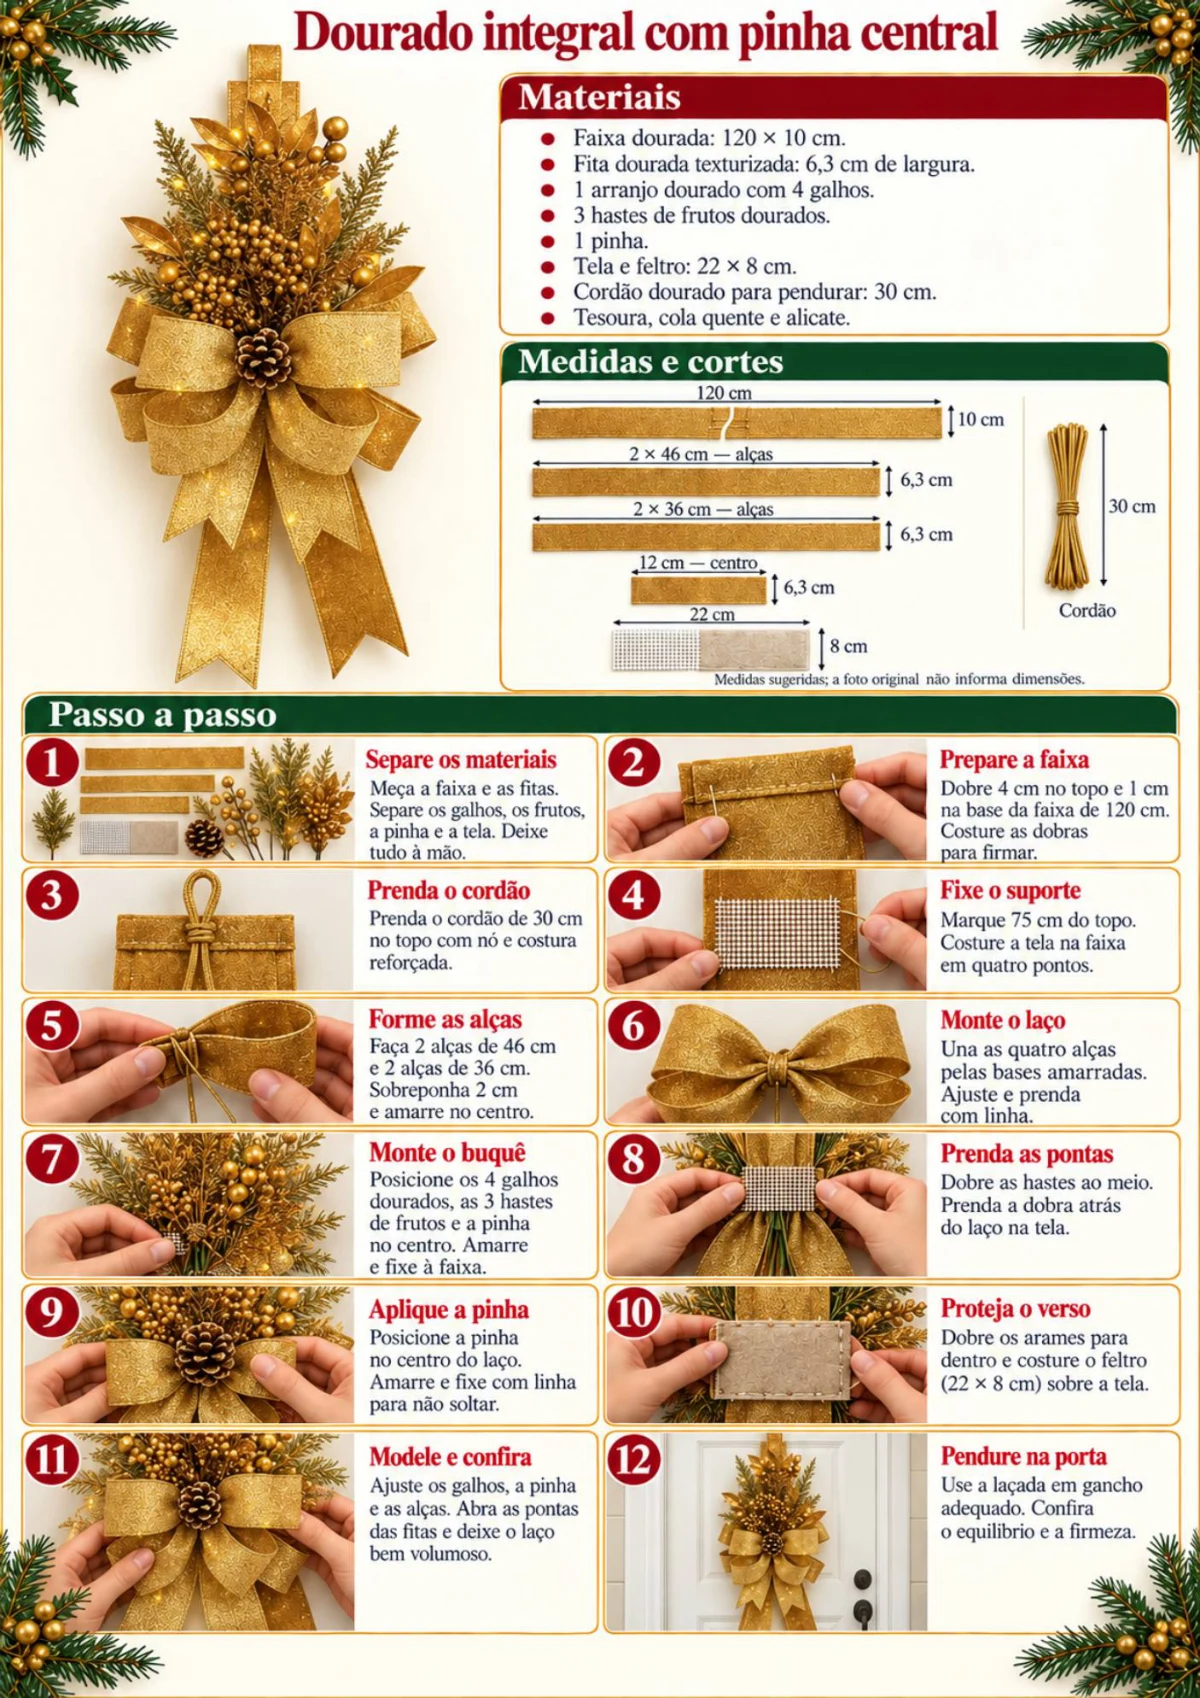 Dourado integral com pinha central
Materiais
Faixa dourada: 120 × 10 cm.
Fita dourada texturizada: 6,3 cm de largura.
1 arranjo dourado com 4 galhos.
3 hastes de frutos dourados.
1 pinha.
Tela e feltro: 22 × 8 cm.
Cordão dourado para pendurar: 30 cm.
Tesoura, cola quente e alicate.
Medidas e cortes
120 cm
10 cm
2 × 46 cm — alças
6,3 cm
2 × 36 cm — alças
6,3 cm
12 cm — centro
6,3 cm
22 cm
8 cm
30 cm
Cordão
Medidas sugeridas; a foto original não informa dimensões.
Passo a passo
1
Separe os materiais
Meça a faixa e as fitas.
Separe os galhos, os frutos,
a pinha e a tela. Deixe
tudo à mão.
2
Prepare a faixa
Dobre 4 cm no topo e 1 cm
na base da faixa de 120 cm.
Costure as dobras
para firmar.
3
Prenda o cordão
Prenda o cordão de 30 cm
no topo com nó e costura
reforçada.
4
Fixe o suporte
Marque 75 cm do topo.
Costure a tela na faixa
em quatro pontos.
5
Forme as alças
Faça 2 alças de 46 cm
e 2 alças de 36 cm.
Sobreponha 2 cm
e amarre no centro.
6
Monte o laço
Una as quatro alças
pelas bases amarradas.
Ajuste e prenda
com linha.
7
Monte o buquê
Posicione os 4 galhos
dourados, as 3 hastes
de frutos e a pinha
no centro. Amarre
e fixe à faixa.
8
Prenda as pontas
Dobre as hastes ao meio.
Prenda a dobra atrás
do laço na tela.
9
Aplique a pinha
Posicione a pinha
no centro do laço.
Amarre e fixe com linha
para não soltar.
10
Proteja o verso
Dobre os arames para
dentro e costure o feltro
(22 × 8 cm) sobre a tela.
11
Modele e confira
Ajuste os galhos, a pinha
e as alças. Abra as pontas
das fitas e deixe o laço
bem volumoso.
12
Pendure na porta
Use a laçada em gancho
adequado. Confira
o equilíbrio e a firmeza.